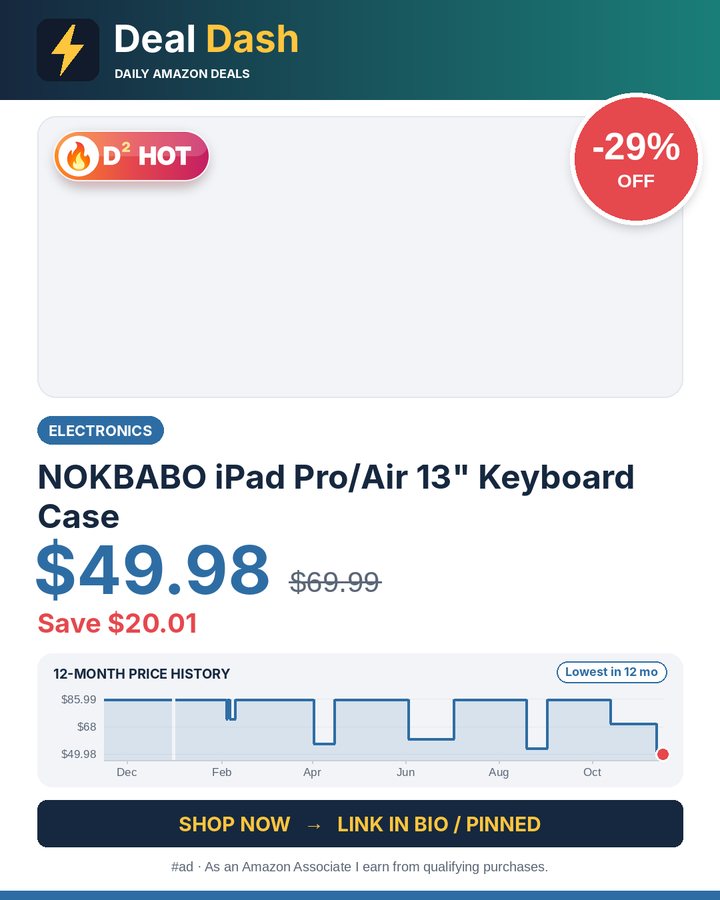 Deal Dash
DAILY AMAZON DEALS
D² HOT
-29%
OFF
ELECTRONICS
NOKBABO iPad Pro/Air 13" Keyboard
Case
$49.98 $69.99
Save $20.01
12-MONTH PRICE HISTORY
Lowest in 12 mo
$85.99
$68
$49.98
Dec Feb Apr Jun Aug Oct
SHOP NOW → LINK IN BIO / PINNED
#ad · As an Amazon Associate I earn from qualifying purchases.